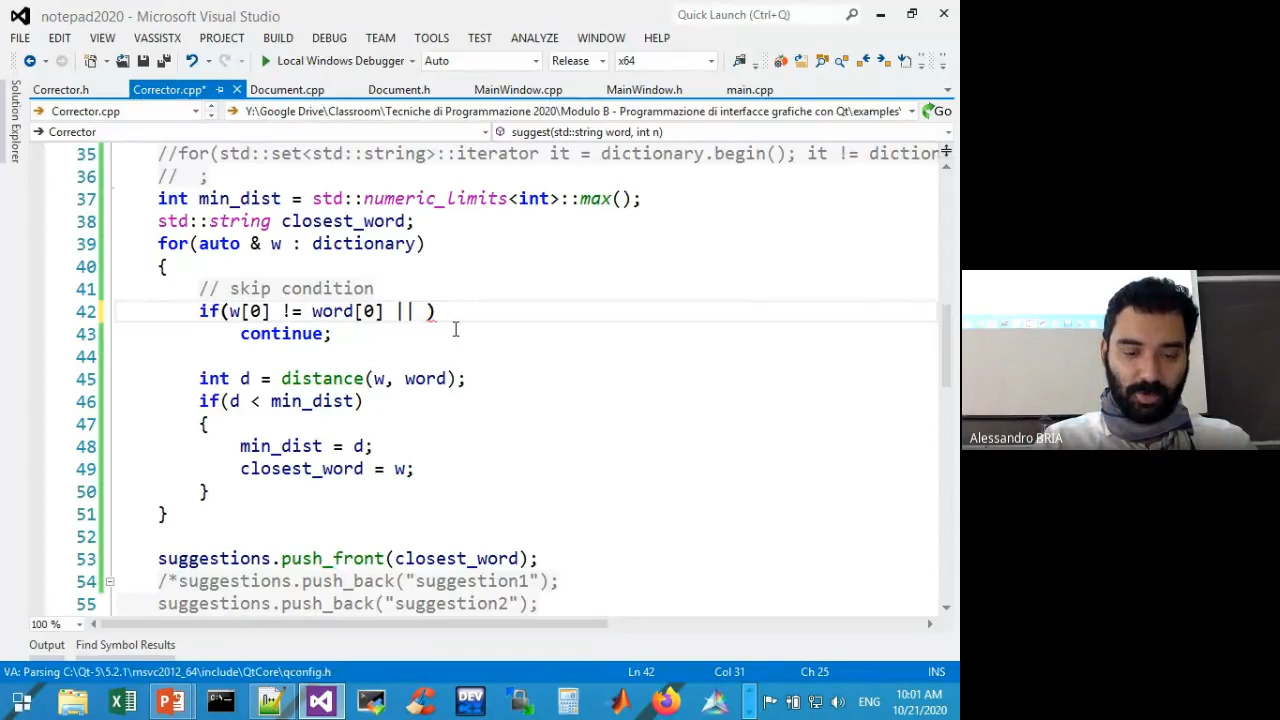 notepad2020 - Microsoft Visual Studio
Quick Launch (Ctrl+Q)
FILE EDIT VIEW VASSISTX PROJECT BUILD DEBUG TEAM TOOLS TEST ANALYZE WINDOW HELP
Local Windows Debugger Auto Release x64
Solution Explorer
Corrector.h Corrector.cpp* Document.cpp Document.h MainWindow.cpp MainWindow.h main.cpp
Corrector.cpp Y:\Google Drive\Classroom\Tecniche di Programmazione 2020\Modulo B - Programmazione di interfacce grafiche con Qt\examples\ Go
Corrector suggest(std::string word, int n)
35 //for(std::set<std::string>::iterator it = dictionary.begin(); it != diction
36 // ;
37 int min_dist = std::numeric_limits<int>::max();
38 std::string closest_word;
39 for(auto & w : dictionary)
40 {
41 // skip condition
42 if(w[0] != word[0] || )
43 continue;
44
45 int d = distance(w, word);
46 if(d < min_dist)
47 {
48 min_dist = d;
49 closest_word = w;
50 }
51 }
52
53 suggestions.push_front(closest_word);
54 /*suggestions.push_back("suggestion1");
55 suggestions.push_back("suggestion2");
100 %
Output Find Symbol Results
VA: Parsing C:\Qt-5\5.2.1\msvc2012_64\include\QtCore\qconfig.h Ln 42 Col 31 Ch 25 INS
DEV
ENG
10:01 AM
10/21/2020
Alessandro BRIA